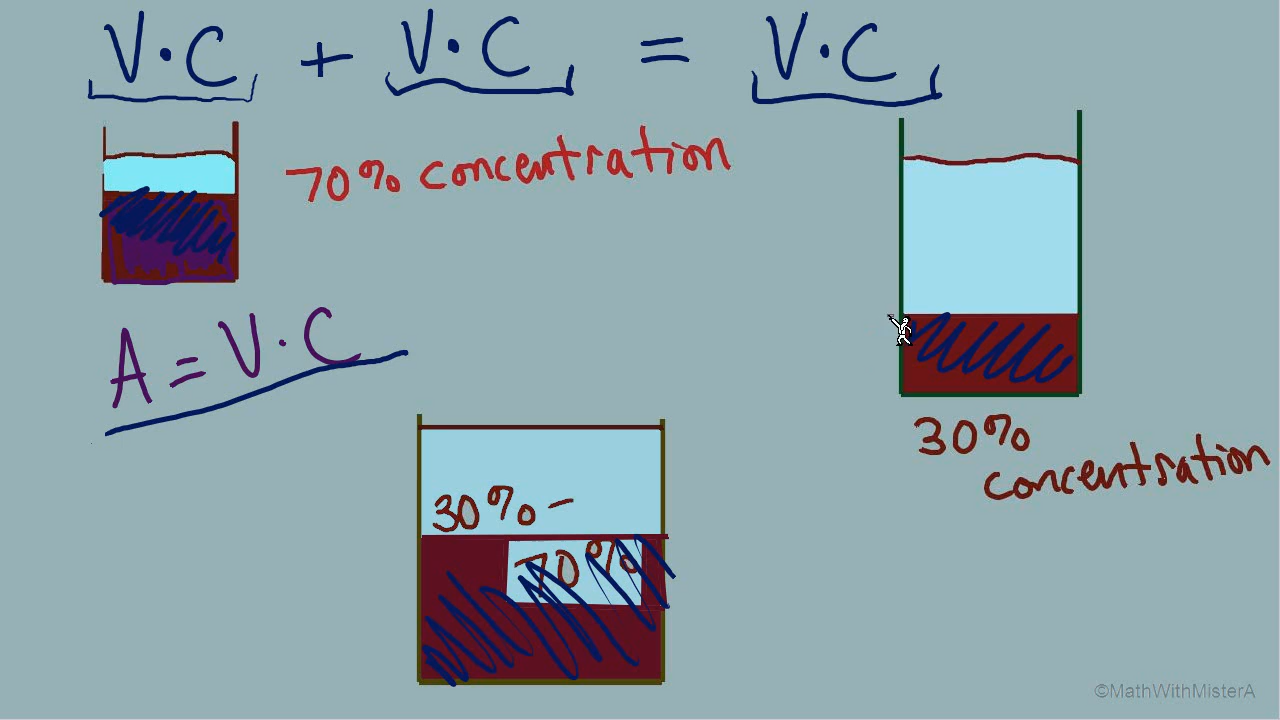 V·C + V·C = V·C
70% concentration
A = V·C
30%
concentration
30% -
70%
©MathWithMisterA